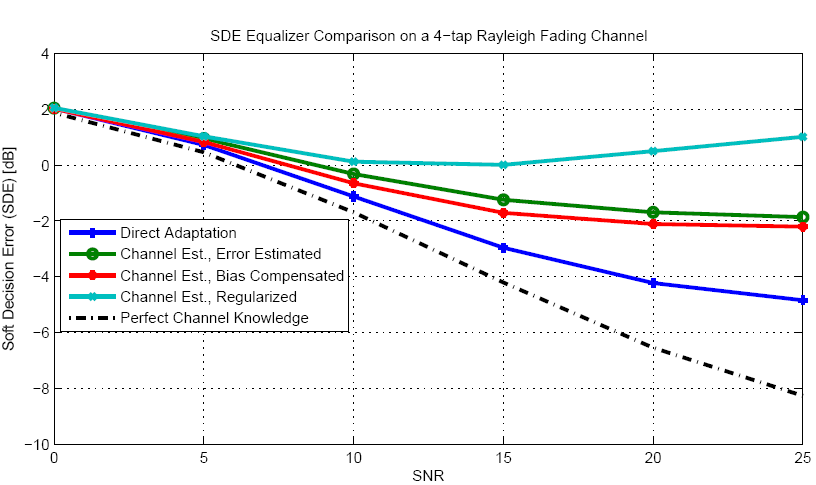 SDE Equalizer Comparison on a 4−tap Rayleigh Fading Channel
Soft Decision Error (SDE) [dB]
4
2
0
−2
−4
−6
−8
−10
Direct Adaptation
Channel Est., Error Estimated
Channel Est., Bias Compensated
Channel Est., Regularized
Perfect Channel Knowledge
0 5 10 15 20 25
SNR